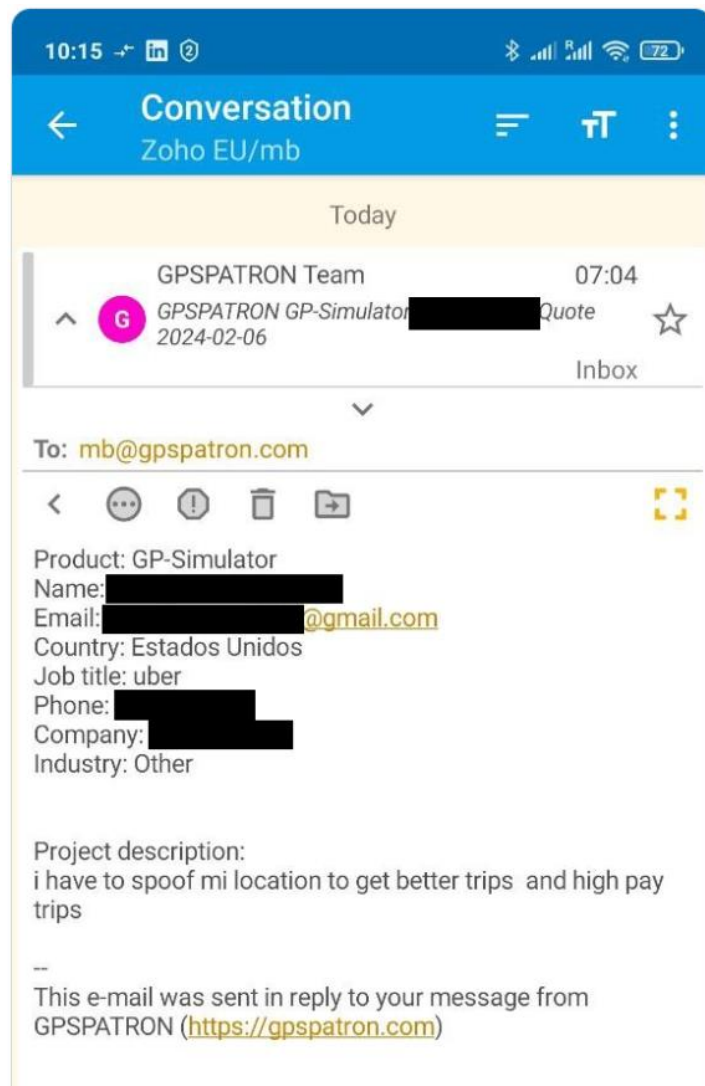 10:15 in 2 R 72
Conversation
Zoho EU/mb
TT
Today
GPSPATRON Team 07:04
G GPSPATRON GP-Simulator Quote
2024-02-06
Inbox
To: mb@gpspatron.com
Product: GP-Simulator
Name:
Email: @gmail.com
Country: Estados Unidos
Job title: uber
Phone:
Company:
Industry: Other
Project description:
i have to spoof mi location to get better trips and high pay
trips
--
This e-mail was sent in reply to your message from
GPSPATRON (https://gpspatron.com)